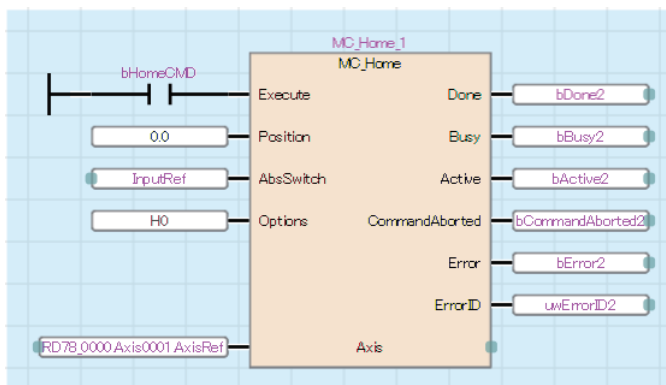 MC_Home_1
MC_Home
bHomeCMD
Execute Done bDone2
0.0 Position Busy bBusy2
InputRef AbsSwitch Active bActive2
H0 Options CommandAborted bCommandAborted2
Error bError2
ErrorID uwErrorID2
RD78_0000.Axis0001.AxisRef Axis